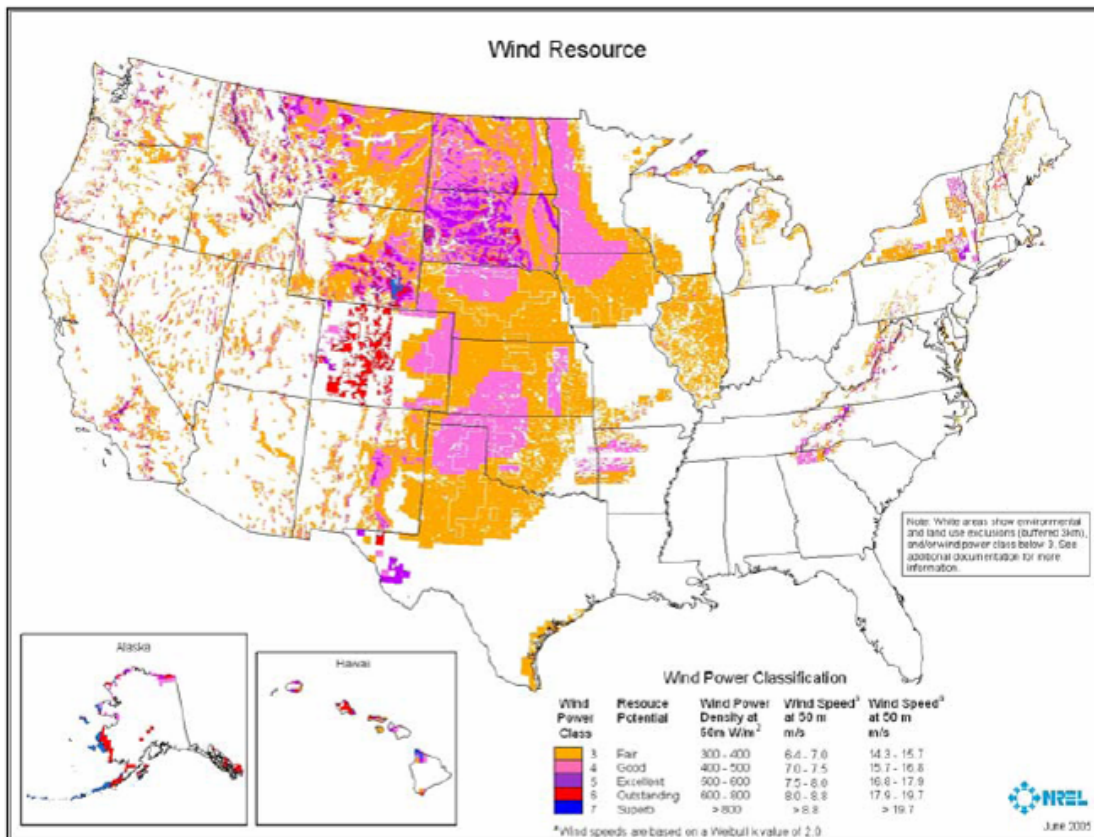 Wind Resource
Note: White areas show environmental
and land use exclusions (buffered 3km),
and/or wind power class below 3. See
additional documentation for more
information.
Alaska
Hawaii
Wind Power Classification
Wind Power Class
Resource Potential
Wind Power Density at 50m W/m²
Wind Speedª at 50 m m/s
Wind Speedª at 50 m m/s
3 Fair 300 - 400 6.4 - 7.0 14.3 - 15.7
4 Good 400 - 500 7.0 - 7.5 15.7 - 16.8
5 Excellent 500 - 600 7.5 - 8.0 16.8 - 17.9
6 Outstanding 600 - 800 8.0 - 8.8 17.9 - 19.7
7 Superb > 800 > 8.8 > 19.7
ª Wind speeds are based on a Weibull k value of 2.0
NREL
June 2005